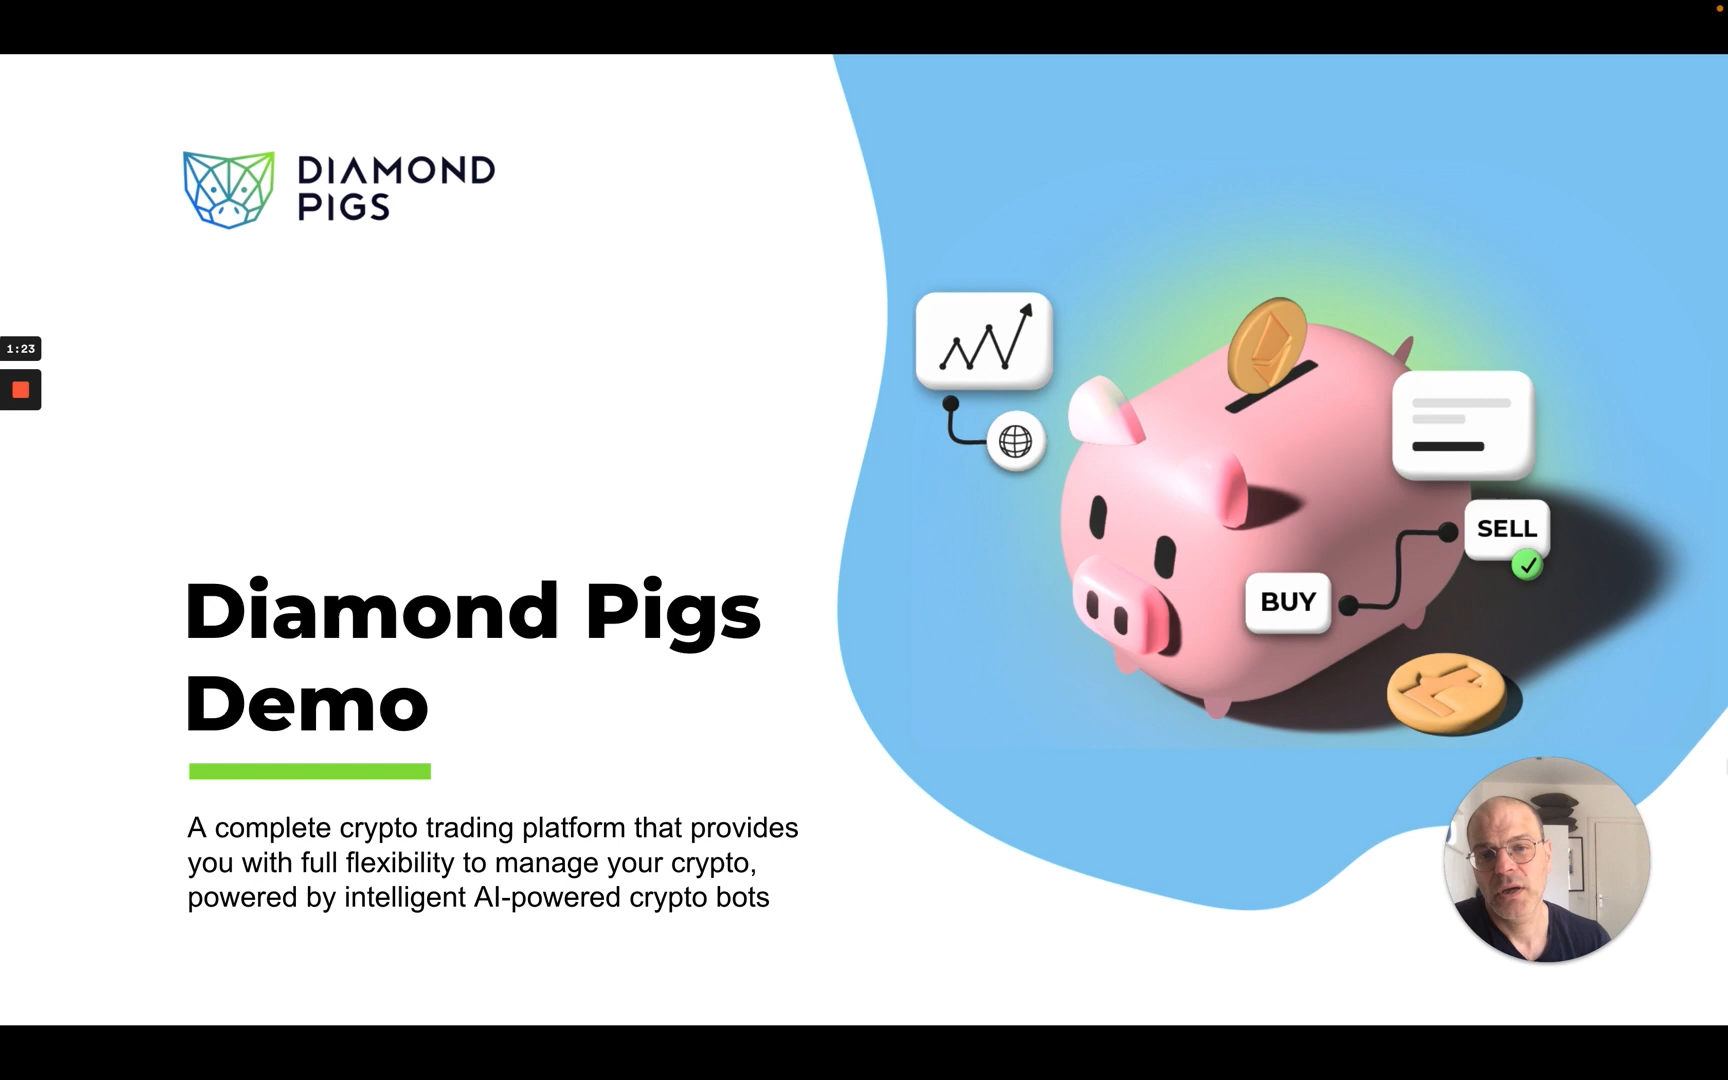 DIAMOND
PIGS
1:23
SELL
BUY
Diamond Pigs
Demo
A complete crypto trading platform that provides
you with full flexibility to manage your crypto,
powered by intelligent AI-powered crypto bots